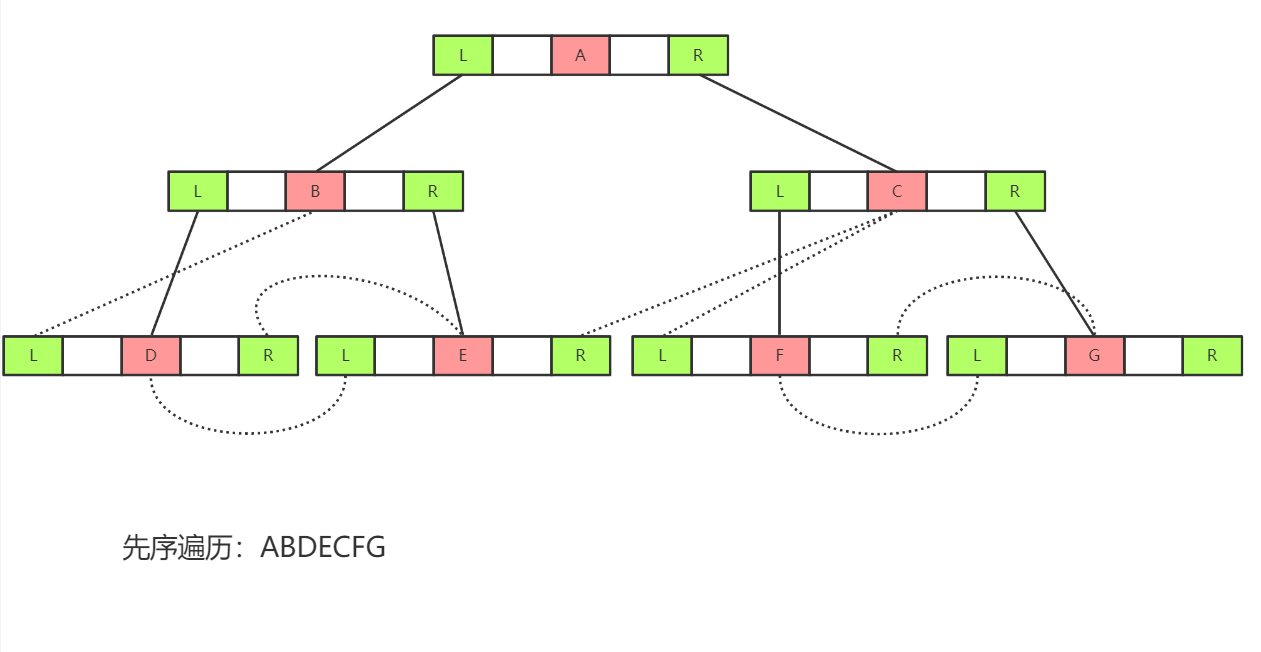 L A R
L B R L C R
L D R L E R L F R L G R
先序遍历：ABDECFG